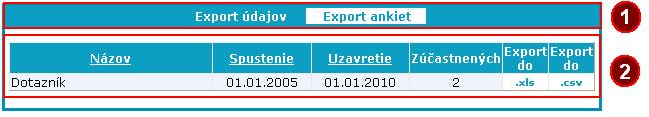 Export údajov Export ankiet
1
Názov Spustenie Uzavretie Zúčastnených Export do Export do
Dotazník 01.01.2005 01.01.2010 2 .xls .csv
2